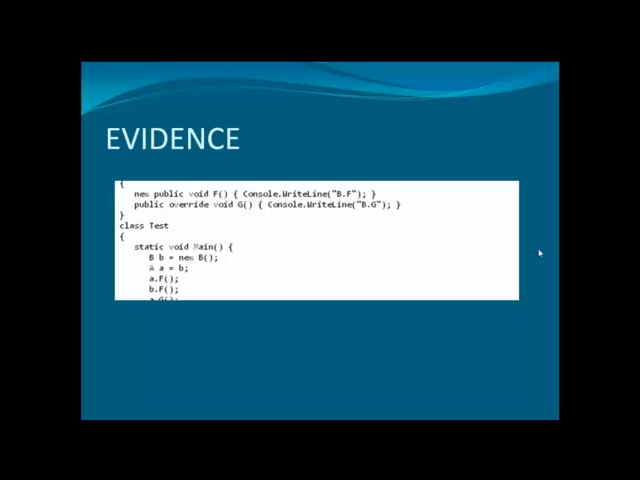 EVIDENCE
{
new public void F() { Console.WriteLine("B.F"); }
public override void G() { Console.WriteLine("B.G"); }
}
class Test
{
static void Main() {
B b = new B();
A a = b;
a.F();
b.F();
a.G();